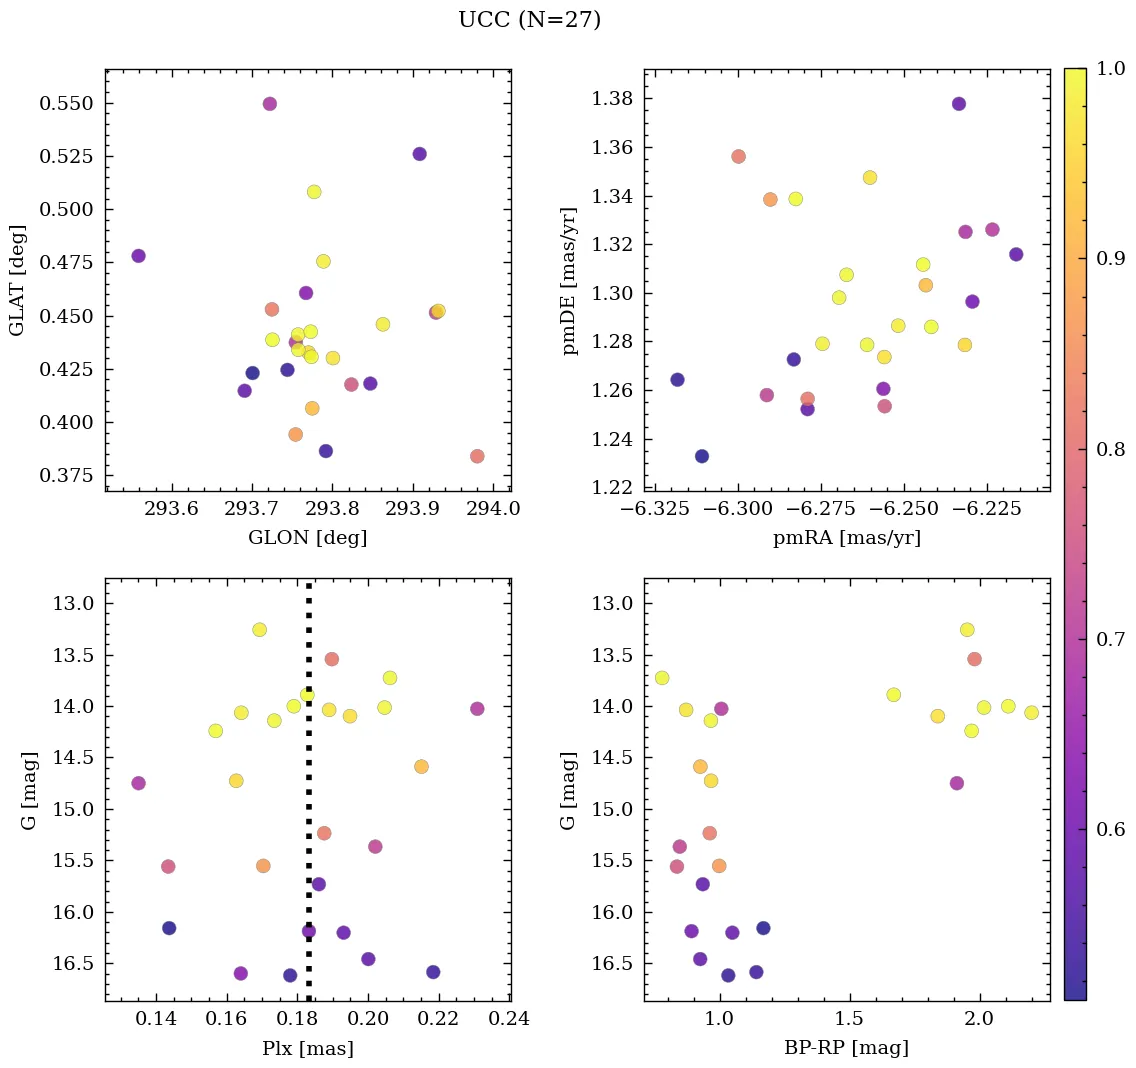 UCC (N=27)
0.550
0.525
0.500
0.475
0.450
0.425
0.400
0.375
GLAT [deg]
293.6 293.7 293.8 293.9 294.0
GLON [deg]
1.38
1.36
1.34
1.32
1.30
1.28
1.26
1.24
1.22
pmDE [mas/yr]
−6.325 −6.300 −6.275 −6.250 −6.225
pmRA [mas/yr]
13.0
13.5
14.0
14.5
15.0
15.5
16.0
16.5
G [mag]
0.14 0.16 0.18 0.20 0.22 0.24
Plx [mas]
13.0
13.5
14.0
14.5
15.0
15.5
16.0
16.5
G [mag]
1.0 1.5 2.0
BP-RP [mag]
1.0
0.9
0.8
0.7
0.6